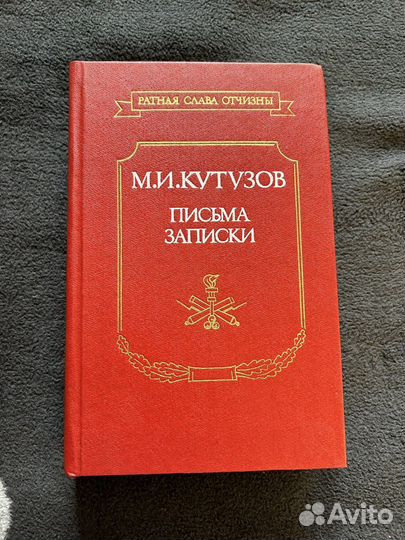 РАТНАЯ СЛАВА ОТЧИЗНЫ
М.И.КУТУЗОВ
ПИСЬМА
ЗАПИСКИ
Avito